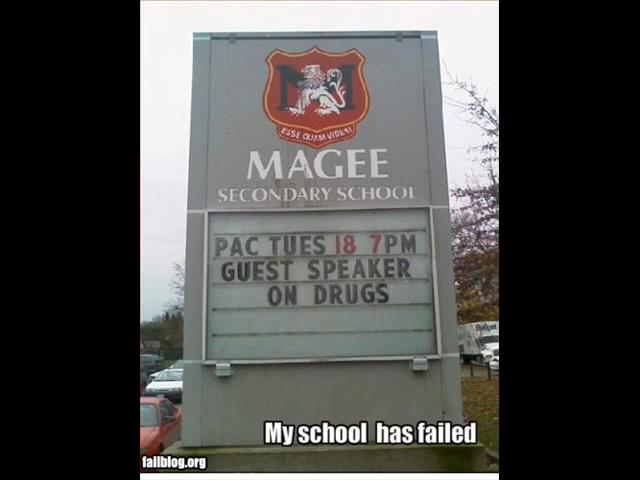 M
ESSE QUAM VIDERI
MAGEE
SECONDARY SCHOOL
PAC TUES 18 7PM
GUEST SPEAKER
ON DRUGS
Budget
My school has failed
failblog.org